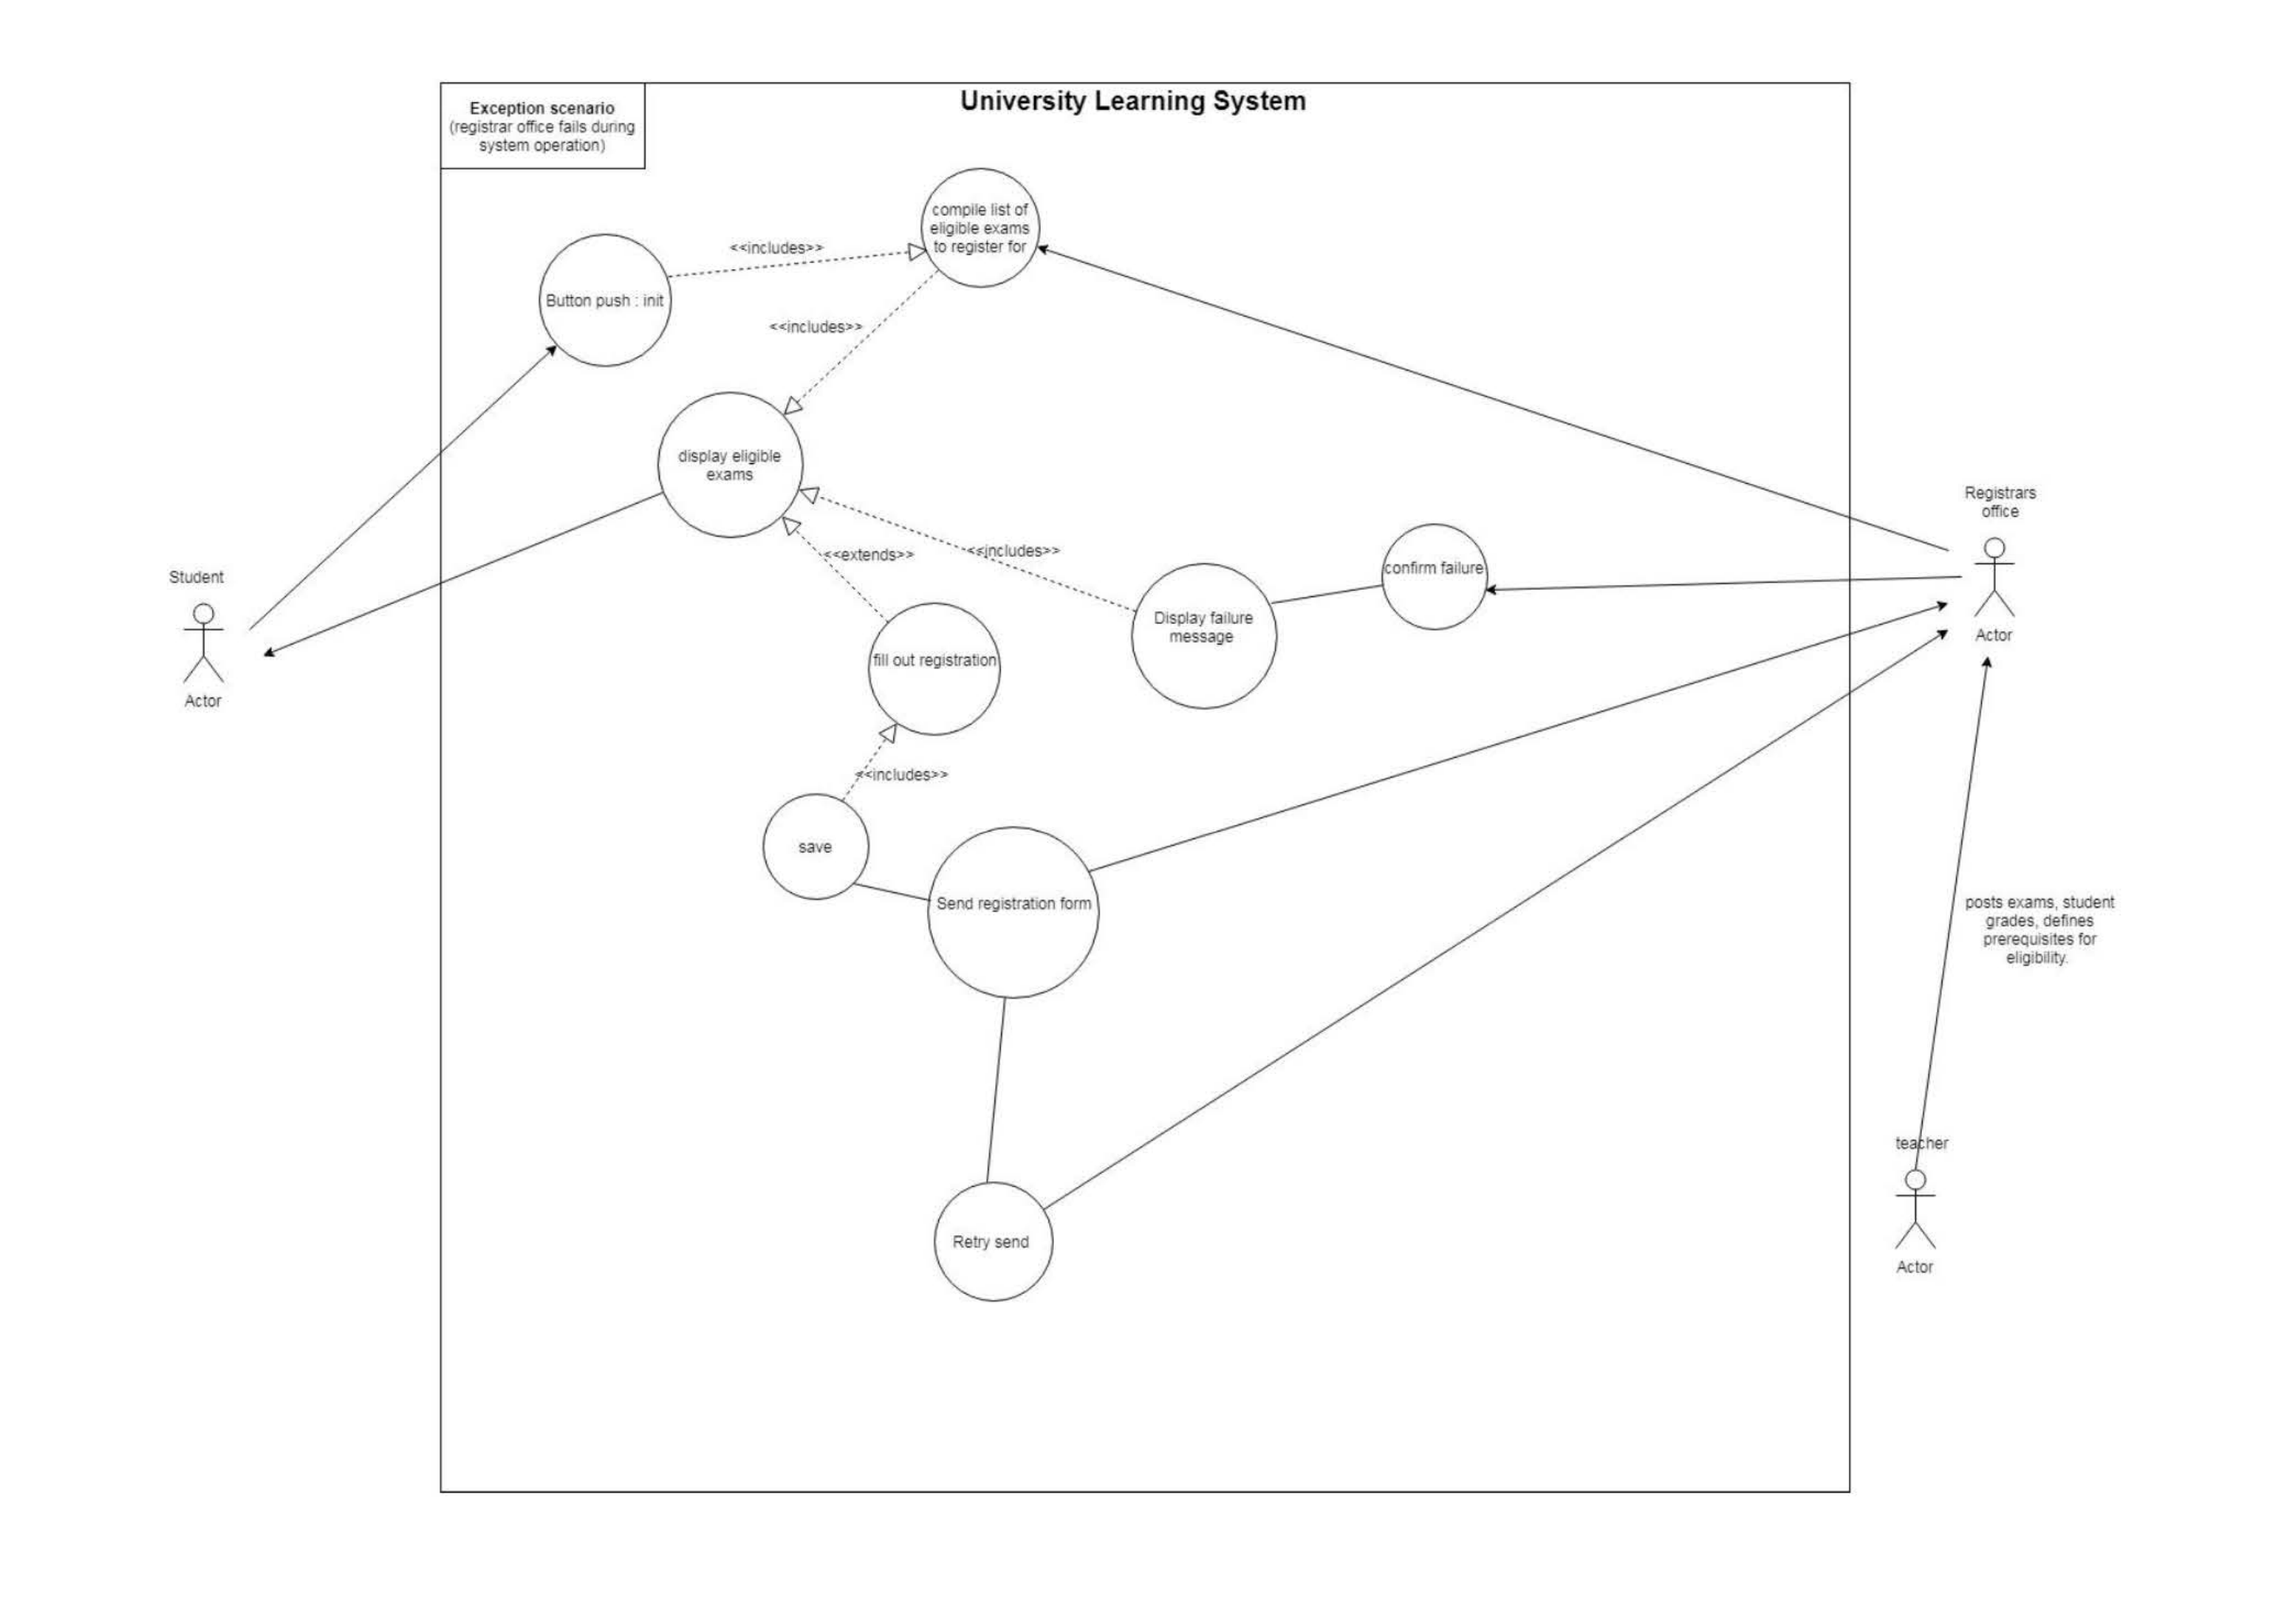 University Learning System
Exception scenario
(registrar office fails during
system operation)
compile list of
eligible exams
to register for
<<includes>>
Button push : init
<<includes>>
display eligible
exams
Registrars
office
<<extends>>
<<includes>>
confirm failure
Student
Display failure
message
Actor
fill out registration
Actor
<<includes>>
save
Send registration form
posts exams, student
grades, defines
prerequisites for
eligibility.
teacher
Retry send
Actor